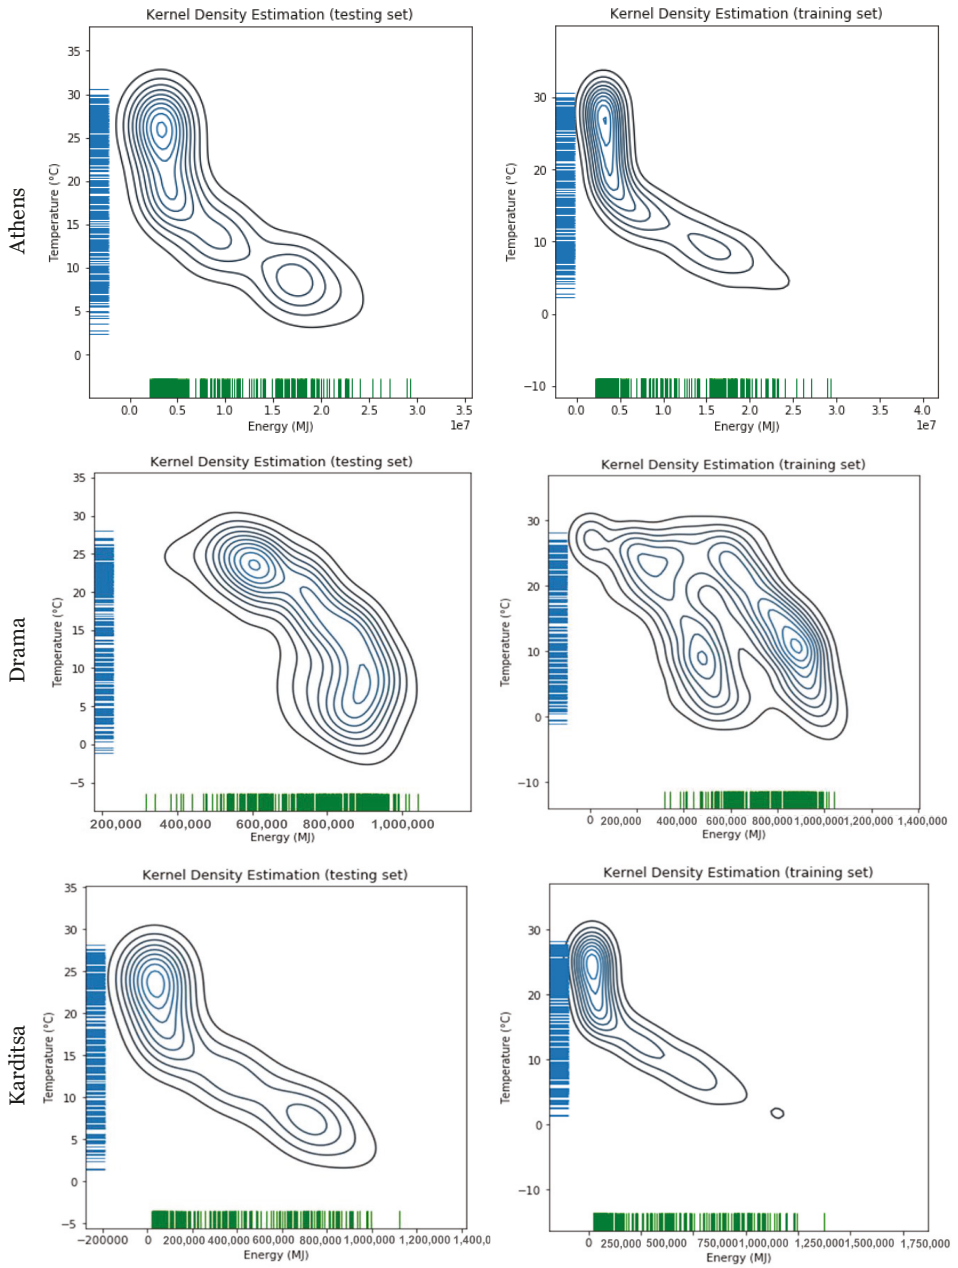 Kernel Density Estimation (testing set)
Kernel Density Estimation (training set)
Athens
Temperature (°C)
35
30
25
20
15
10
5
0
0.0 0.5 1.0 1.5 2.0 2.5 3.0 3.5
1e7
Energy (MJ)
Temperature (°C)
30
20
10
0
−10
0.0 0.5 1.0 1.5 2.0 2.5 3.0 3.5 4.0
1e7
Energy (MJ)
Kernel Density Estimation (testing set)
Kernel Density Estimation (training set)
Drama
Temperature (°C)
35
30
25
20
15
10
5
0
−5
200,000 400,000 600,000 800,000 1,000,000
Energy (MJ)
Temperature (°C)
30
20
10
0
−10
0 200,000 400,000 600,000 800,000 1,000,000 1,200,000 1,400,000
Energy (MJ)
Kernel Density Estimation (testing set)
Kernel Density Estimation (training set)
Karditsa
Temperature (°C)
35
30
25
20
15
10
5
0
−5
−200,000 0 200,000 400,000 600,000 800,000 1,000,000 1,200,000 1,400,0
Energy (MJ)
Temperature (°C)
30
20
10
0
−10
0 250,000 500,000 750,000 1,000,000 1,250,000 1,500,000 1,750,000
Energy (MJ)